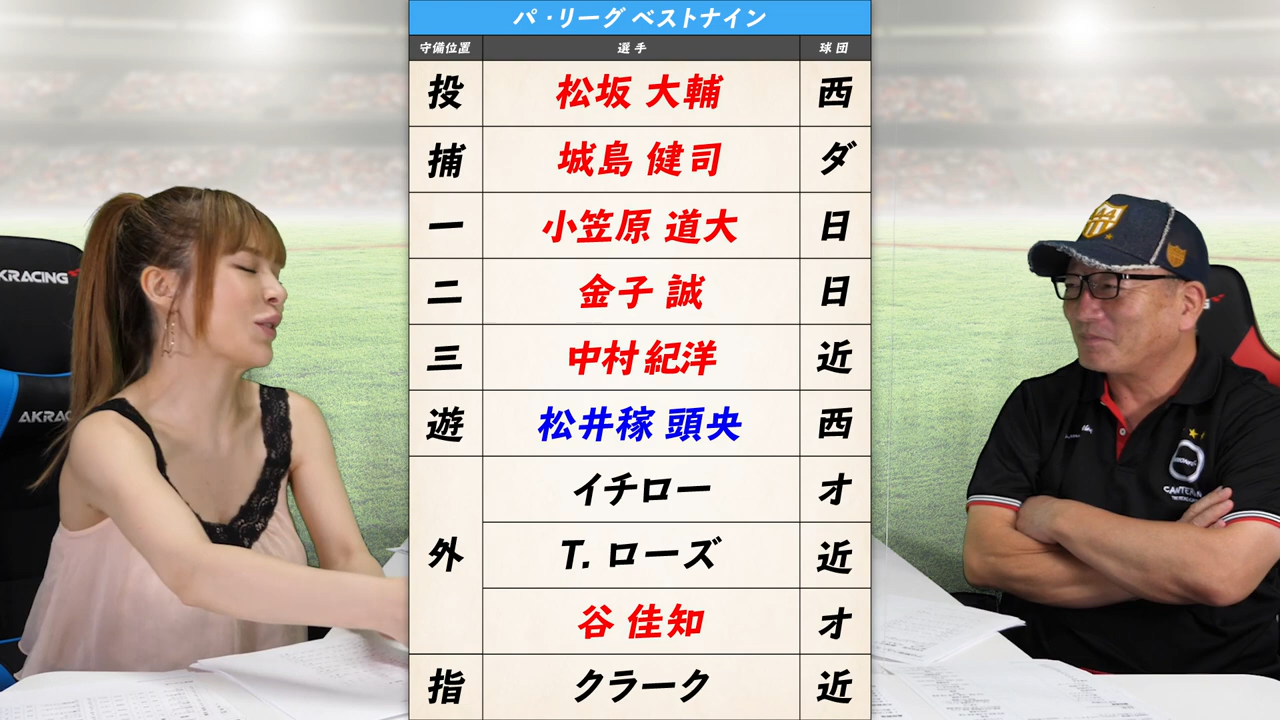 パ・リーグ ベストナイン
守備位置 選手 球団
投 松坂 大輔 西
捕 城島 健司 ダ
一 小笠原 道大 日
二 金子 誠 日
三 中村 紀洋 近
遊 松井稼 頭央 西
外 イチロー オ
T. ローズ 近
谷 佳知 オ
指 クラーク 近
KRACING
AKRAC